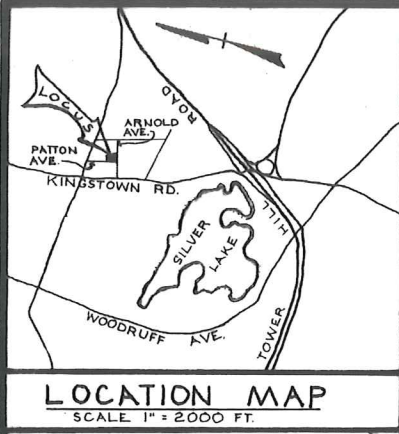 LOCUS
ROAD
ARNOLD
AVE.
PATTON
AVE.
KINGSTOWN RD.
HILL
SILVER
LAKE
WOODRUFF AVE.
TOWER
LOCATION MAP
SCALE 1" = 2000 FT.